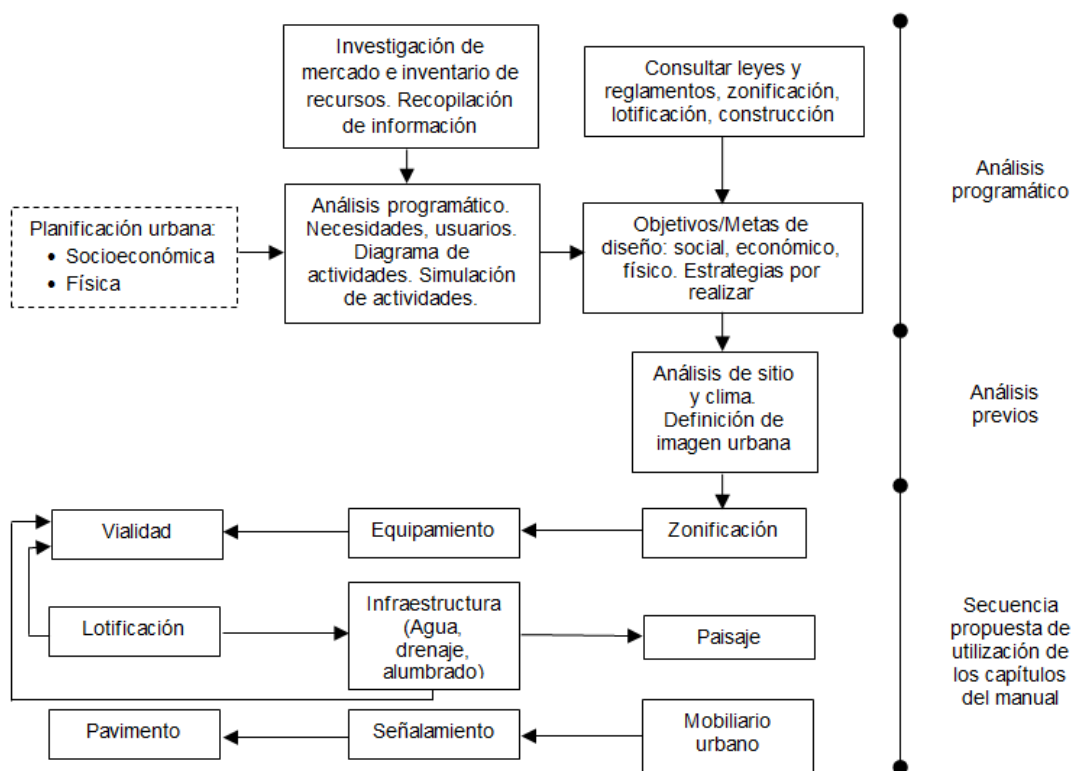 Investigación de
mercado e inventario de
recursos. Recopilación
de información
Consultar leyes y
reglamentos, zonificación,
lotificación, construcción
Análisis
programático
Planificación urbana:
• Socioeconómica
• Física
Análisis programático.
Necesidades, usuarios.
Diagrama de
actividades. Simulación
de actividades.
Objetivos/Metas de
diseño: social, económico,
físico. Estrategias por
realizar
Análisis de sitio
y clima.
Definición de
imagen urbana
Análisis
previos
Vialidad
Equipamiento
Zonificación
Lotificación
Infraestructura
(Agua,
drenaje,
alumbrado)
Paisaje
Secuencia
propuesta de
utilización de
los capítulos
del manual
Pavimento
Señalamiento
Mobiliario
urbano